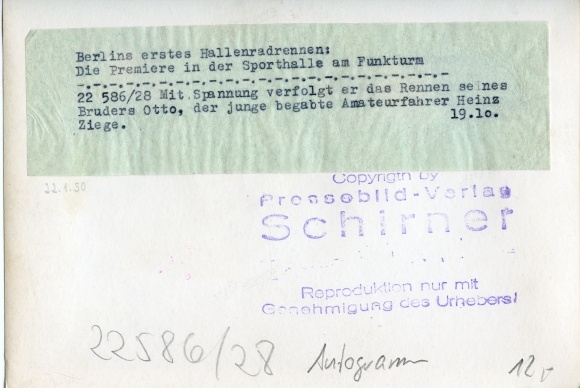 Berlins erstes Hallenradrennen:
Die Premiere in der Sporthalle am Funkturm
-.-.-.-.-.-.-.-.-.-.-.-.-.-.-.-.-.-.-.-.-
22 586/28 Mit Spannung verfolgt er das Rennen seines
Bruders Otto, der junge begabte Amateurfahrer Heinz
Ziege. 19.10.
22.1.50
Copyrigth by
Pressebild-Verlag
Schirner
Reproduktion nur mit
Genehmigung des Urhebers!
22586/28 Autogramm 12,-